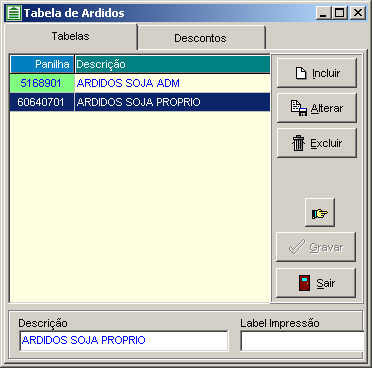 Tabela de Ardidos
Tabelas
Descontos
Panilha Descrição
5168901 ARDIDOS SOJA ADM
60640701 ARDIDOS SOJA PROPRIO
Incluir
Alterar
Excluir
Gravar
Sair
Descrição
Label Impressão
ARDIDOS SOJA PROPRIO